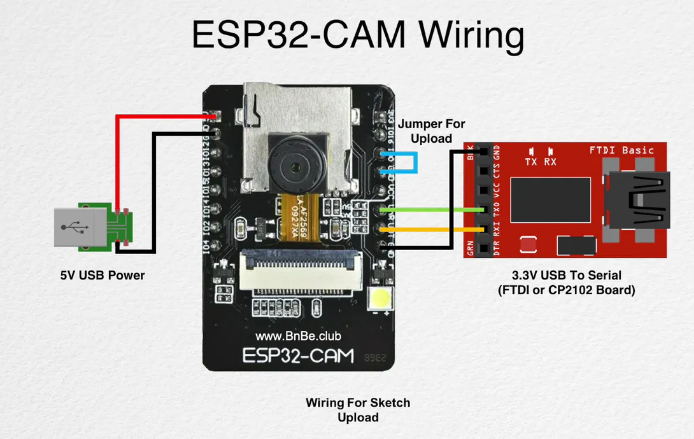 ESP32-CAM Wiring
Jumper For
Upload
BLK GND
CTS
VCC
TXD
RXI
GRN DTR
TX RX
FTDI Basic
5V USB Power
3.3V USB To Serial
(FTDI or CP2102 Board)
www.BnBe.club
ESP32-CAM
Wiring For Sketch
Upload